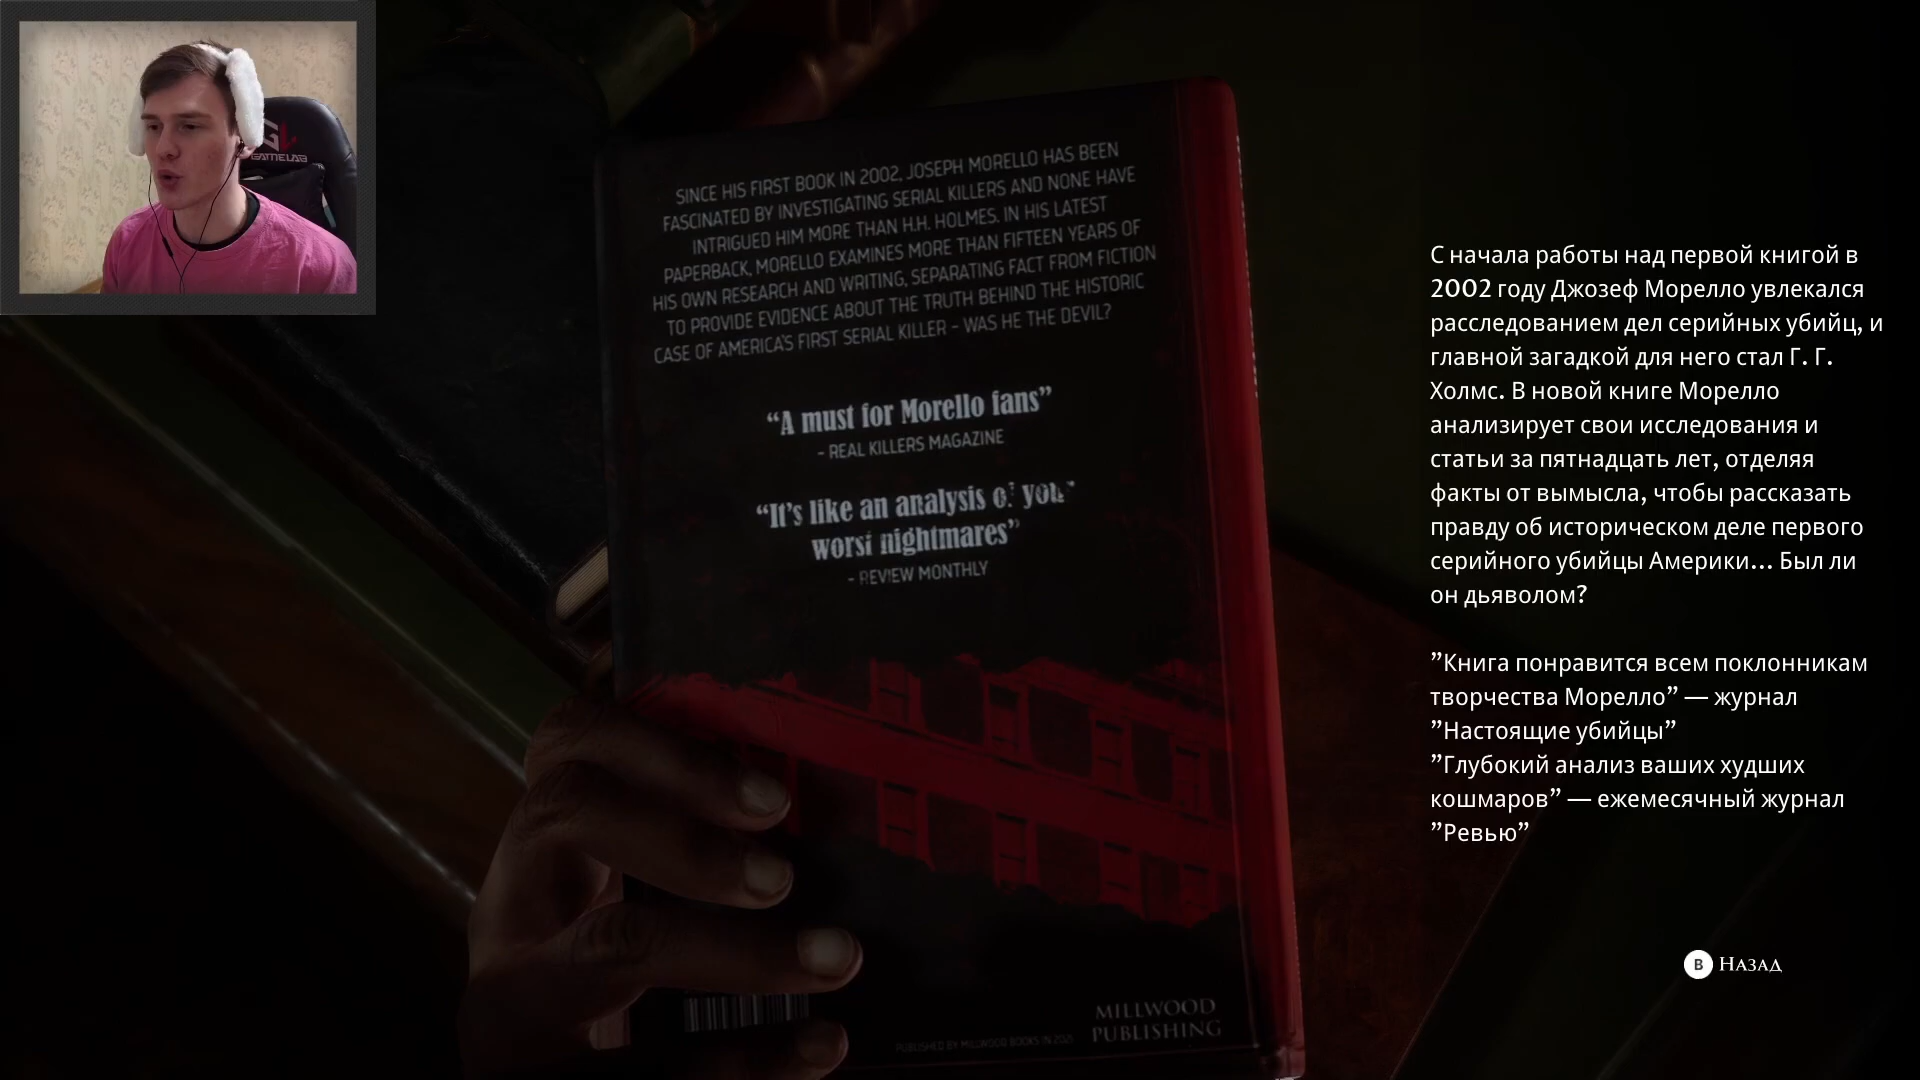 GAMELAB
SINCE HIS FIRST BOOK IN 2002, JOSEPH MORELLO HAS BEEN
FASCINATED BY INVESTIGATING SERIAL KILLERS AND NONE HAVE
INTRIGUED HIM MORE THAN H.H. HOLMES. IN HIS LATEST
PAPERBACK, MORELLO EXAMINES MORE THAN FIFTEEN YEARS OF
HIS OWN RESEARCH AND WRITING, SEPARATING FACT FROM FICTION
TO PROVIDE EVIDENCE ABOUT THE TRUTH BEHIND THE HISTORIC
CASE OF AMERICA'S FIRST SERIAL KILLER – WAS HE THE DEVIL?
“A must for Morello fans”
– REAL KILLERS MAGAZINE
“It’s like an analysis of your
worst nightmares”
– REVIEW MONTHLY
MILLWOOD
PUBLISHING
PUBLISHED BY MILLWOOD BOOKS IN 2021
С начала работы над первой книгой в
2002 году Джозеф Морелло увлекался
расследованием дел серийных убийц, и
главной загадкой для него стал Г. Г.
Холмс. В новой книге Морелло
анализирует свои исследования и
статьи за пятнадцать лет, отделяя
факты от вымысла, чтобы рассказать
правду об историческом деле первого
серийного убийцы Америки... Был ли
он дьяволом?
”Книга понравится всем поклонникам
творчества Морелло” — журнал
”Настоящие убийцы”
”Глубокий анализ ваших худших
кошмаров” — ежемесячный журнал
”Ревью”
B Назад